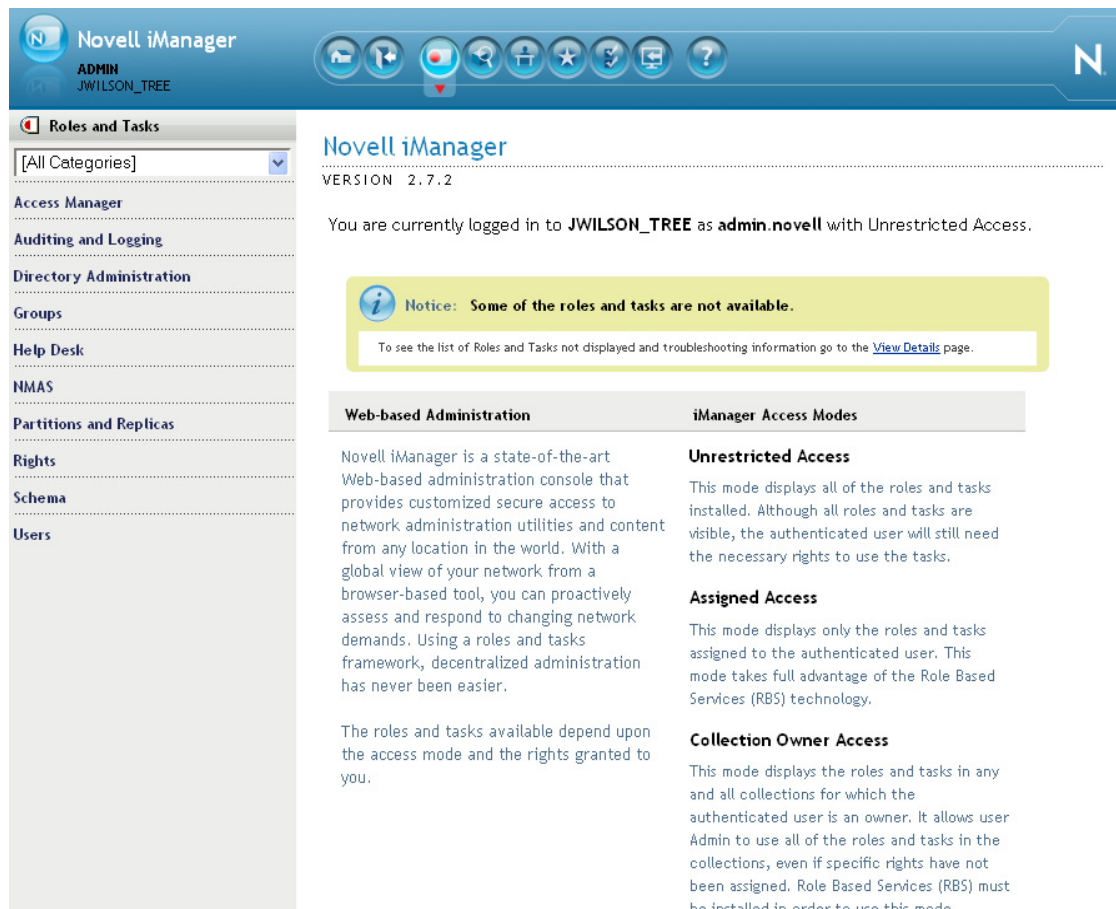 Novell iManager
ADMIN
JWILSON_TREE
N
?
N
Roles and Tasks
[All Categories]
Access Manager
Auditing and Logging
Directory Administration
Groups
Help Desk
NMAS
Partitions and Replicas
Rights
Schema
Users
Novell iManager
VERSION 2.7.2
You are currently logged in to JWILSON_TREE as admin.novell with Unrestricted Access.
Notice: Some of the roles and tasks are not available.
To see the list of Roles and Tasks not displayed and troubleshooting information go to the View Details page.
Web-based Administration
Novell iManager is a state-of-the-art
Web-based administration console that
provides customized secure access to
network administration utilities and content
from any location in the world. With a
global view of your network from a
browser-based tool, you can proactively
assess and respond to changing network
demands. Using a roles and tasks
framework, decentralized administration
has never been easier.
The roles and tasks available depend upon
the access mode and the rights granted to
you.
iManager Access Modes
Unrestricted Access
This mode displays all of the roles and tasks
installed. Although all roles and tasks are
visible, the authenticated user will still need
the necessary rights to use the tasks.
Assigned Access
This mode displays only the roles and tasks
assigned to the authenticated user. This
mode takes full advantage of the Role Based
Services (RBS) technology.
Collection Owner Access
This mode displays the roles and tasks in any
and all collections for which the
authenticated user is an owner. It allows user
Admin to use all of the roles and tasks in the
collections, even if specific rights have not
been assigned. Role Based Services (RBS) must
be installed in order to use this mode.